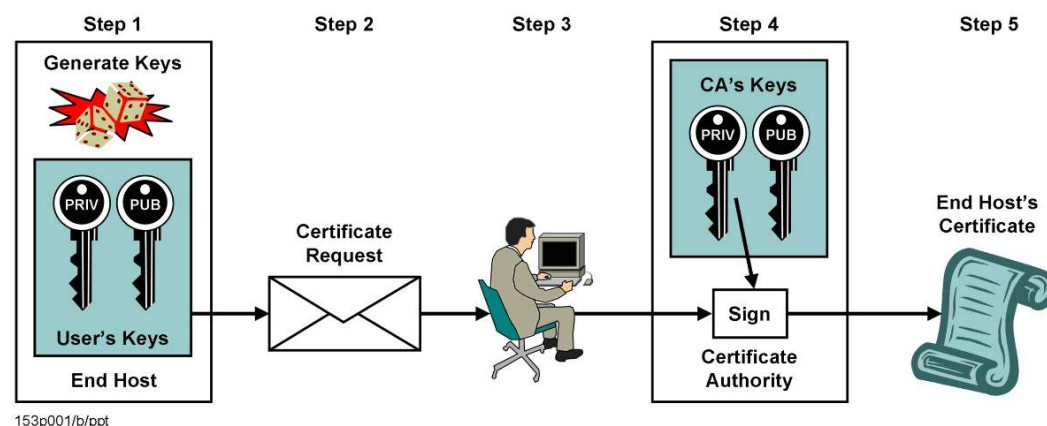 Step 1
Step 2
Step 3
Step 4
Step 5
Generate Keys
PRIV
PUB
User's Keys
End Host
Certificate
Request
CA's Keys
PRIV
PUB
Sign
Certificate
Authority
End Host's
Certificate
153p001/b/ppt